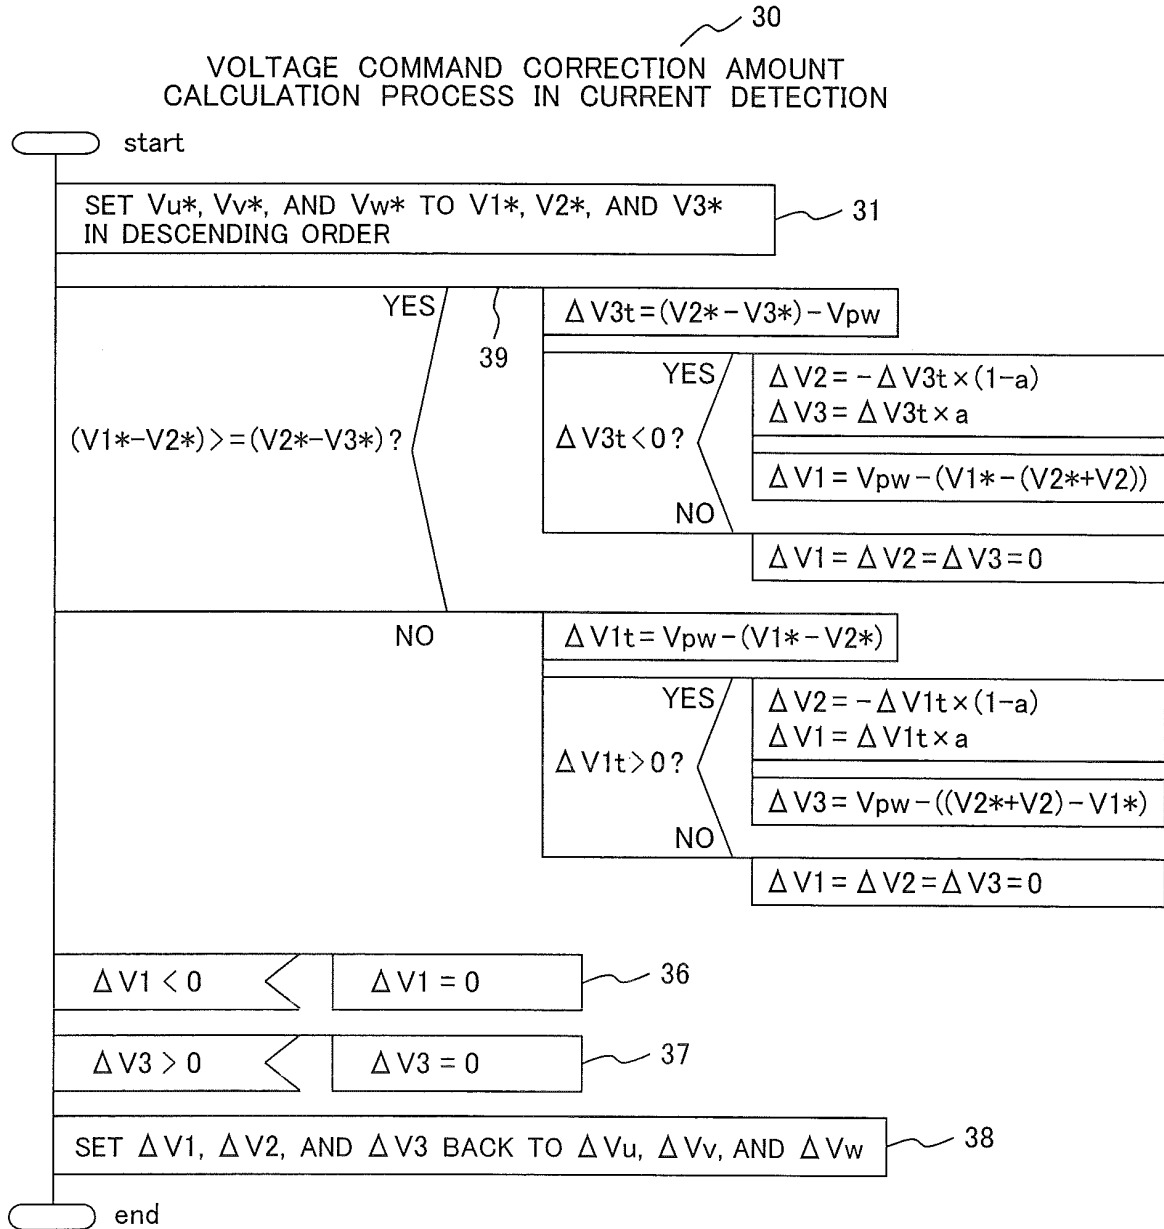 30
VOLTAGE COMMAND CORRECTION AMOUNT
CALCULATION PROCESS IN CURRENT DETECTION
start
SET Vu*, Vv*, AND Vw* TO V1*, V2*, AND V3*
IN DESCENDING ORDER
31
(V1*-V2*)>=(V2*-V3*)?
YES
39
ΔV3t=(V2*-V3*)-Vpw
ΔV3t<0?
YES
ΔV2=-ΔV3t×(1-a)
ΔV3=ΔV3t×a
ΔV1=Vpw-(V1*-(V2*+V2))
NO
ΔV1=ΔV2=ΔV3=0
NO
ΔV1t=Vpw-(V1*-V2*)
ΔV1t>0?
YES
ΔV2=-ΔV1t×(1-a)
ΔV1=ΔV1t×a
ΔV3=Vpw-((V2*+V2)-V1*)
NO
ΔV1=ΔV2=ΔV3=0
ΔV1<0
ΔV1=0
36
ΔV3>0
ΔV3=0
37
SET ΔV1, ΔV2, AND ΔV3 BACK TO ΔVu, ΔVv, AND ΔVw
38
end